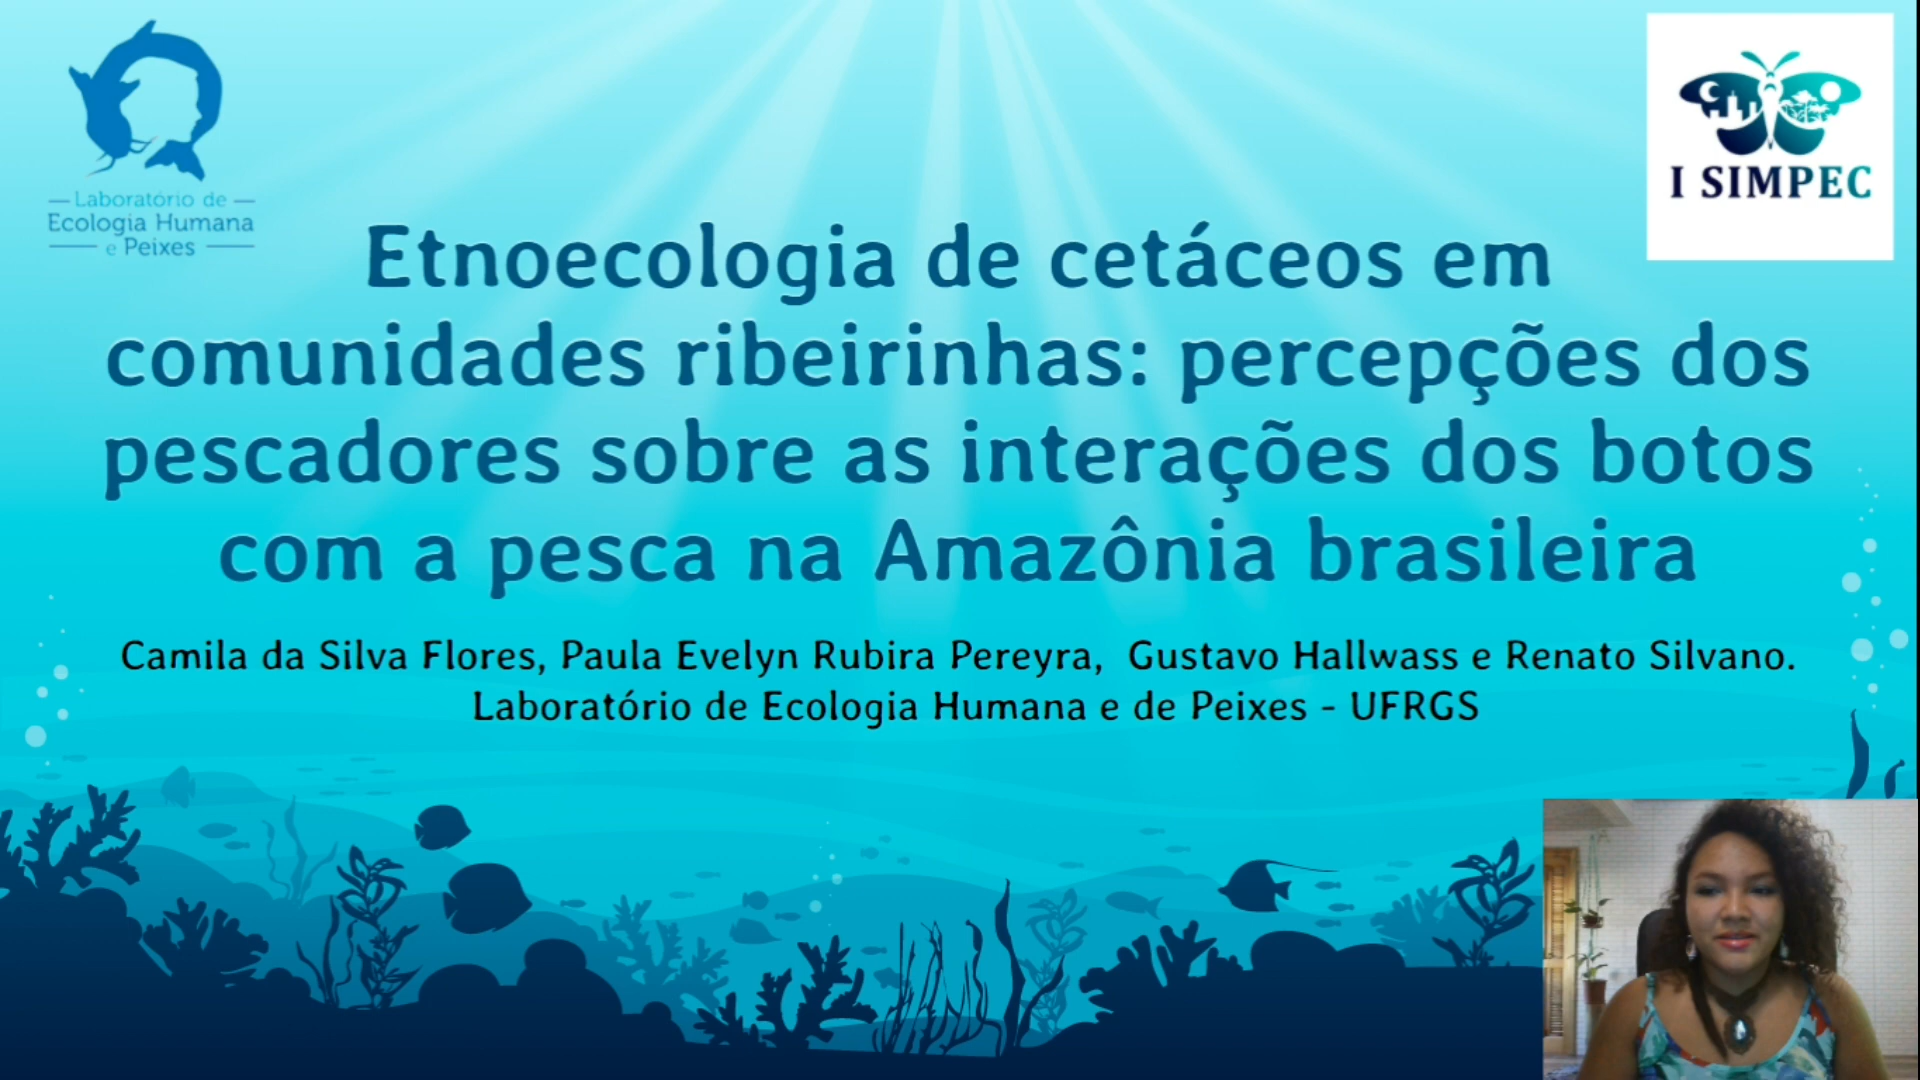 Laboratório de
Ecologia Humana
e Peixes
I SIMPEC
Etnoecologia de cetáceos em
comunidades ribeirinhas: percepções dos
pescadores sobre as interações dos botos
com a pesca na Amazônia brasileira
Camila da Silva Flores, Paula Evelyn Rubira Pereyra, Gustavo Hallwass e Renato Silvano.
Laboratório de Ecologia Humana e de Peixes - UFRGS